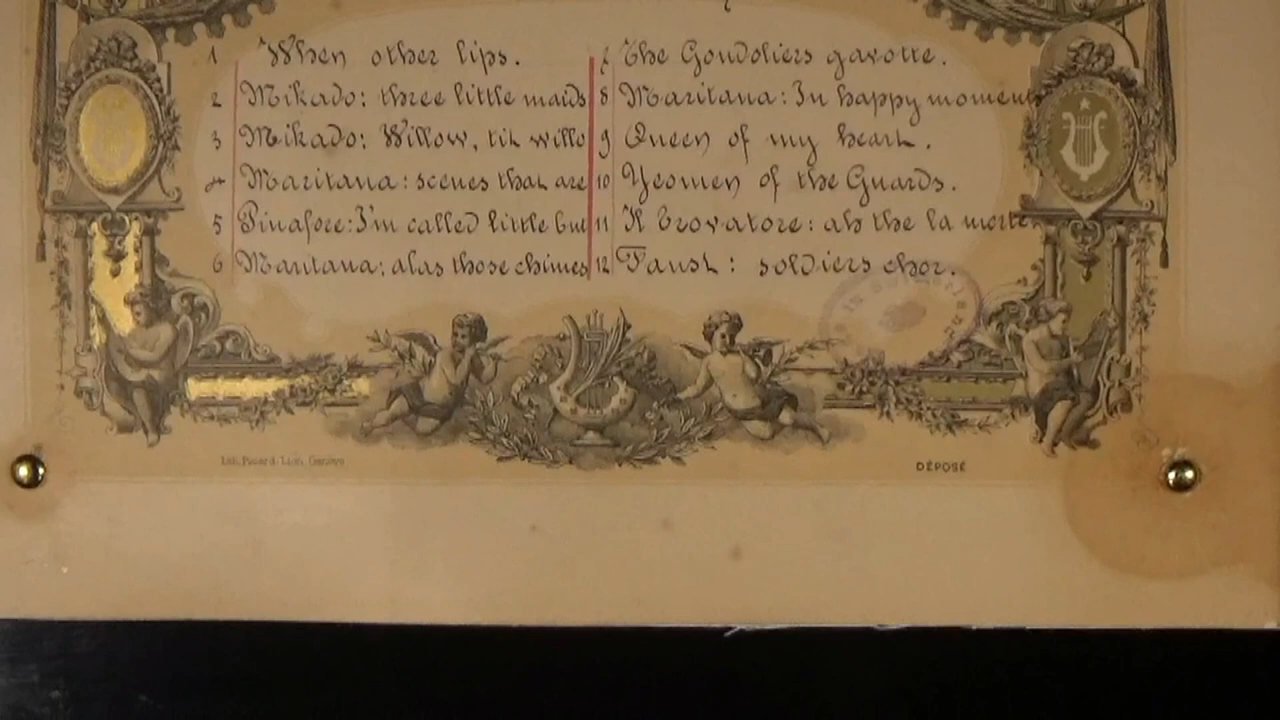 1 When other lips.
2 Mikado: three little maids
3 Mikado: Willow, tit willo
4 Maritana: scenes that are
5 Pinafore: I'm called little but
6 Maritana: alas those chimes
7 The Gondoliers gavotte.
8 Maritana: In happy moment
9 Queen of my heart.
10 Yeomen of the Guards.
11 Il Trovatore: ah the la morte
12 Faust: soldiers chor.
DÉPOSÉ